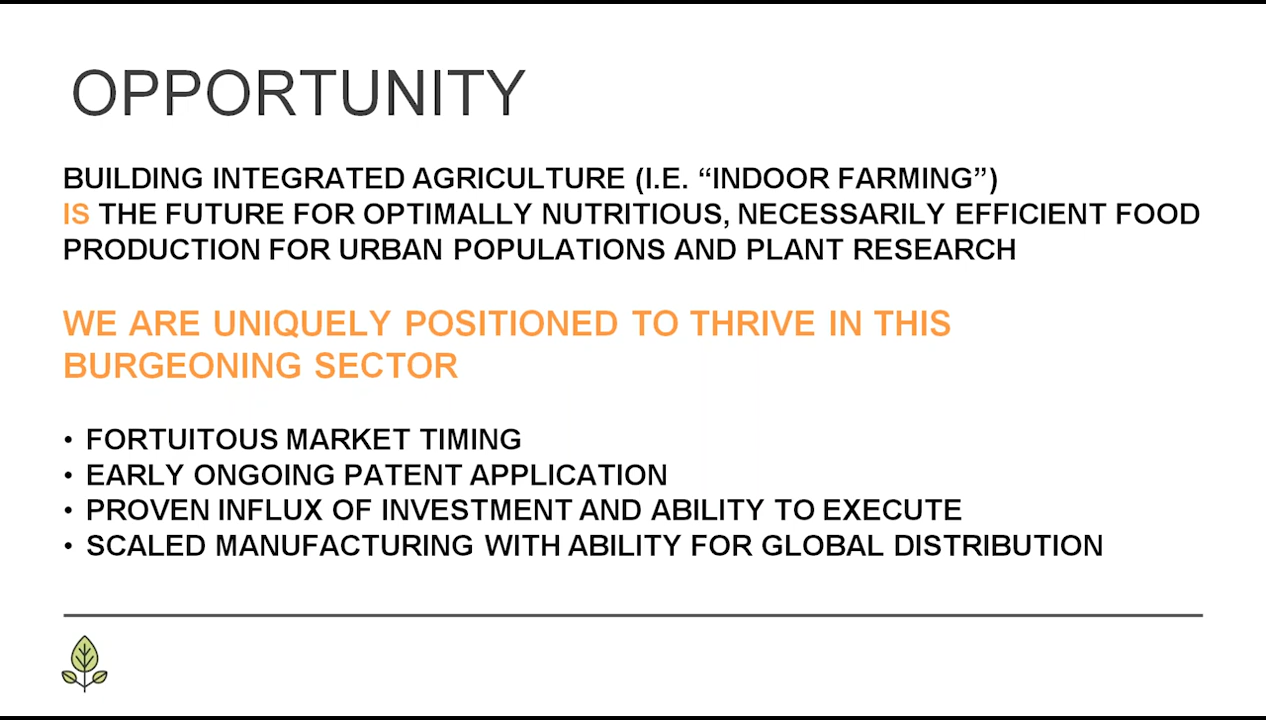 OPPORTUNITY
BUILDING INTEGRATED AGRICULTURE (I.E. “INDOOR FARMING”)
IS THE FUTURE FOR OPTIMALLY NUTRITIOUS, NECESSARILY EFFICIENT FOOD
PRODUCTION FOR URBAN POPULATIONS AND PLANT RESEARCH
WE ARE UNIQUELY POSITIONED TO THRIVE IN THIS
BURGEONING SECTOR
• FORTUITOUS MARKET TIMING
• EARLY ONGOING PATENT APPLICATION
• PROVEN INFLUX OF INVESTMENT AND ABILITY TO EXECUTE
• SCALED MANUFACTURING WITH ABILITY FOR GLOBAL DISTRIBUTION